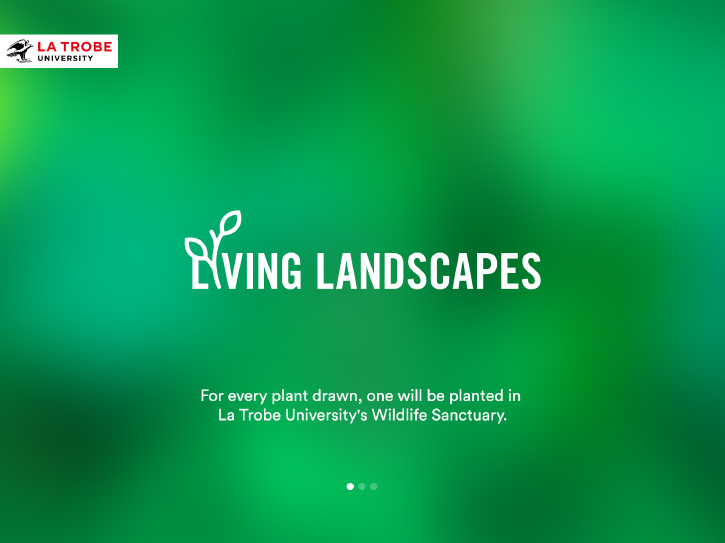 LA TROBE
UNIVERSITY
LIVING LANDSCAPES
For every plant drawn, one will be planted in
La Trobe University's Wildlife Sanctuary.